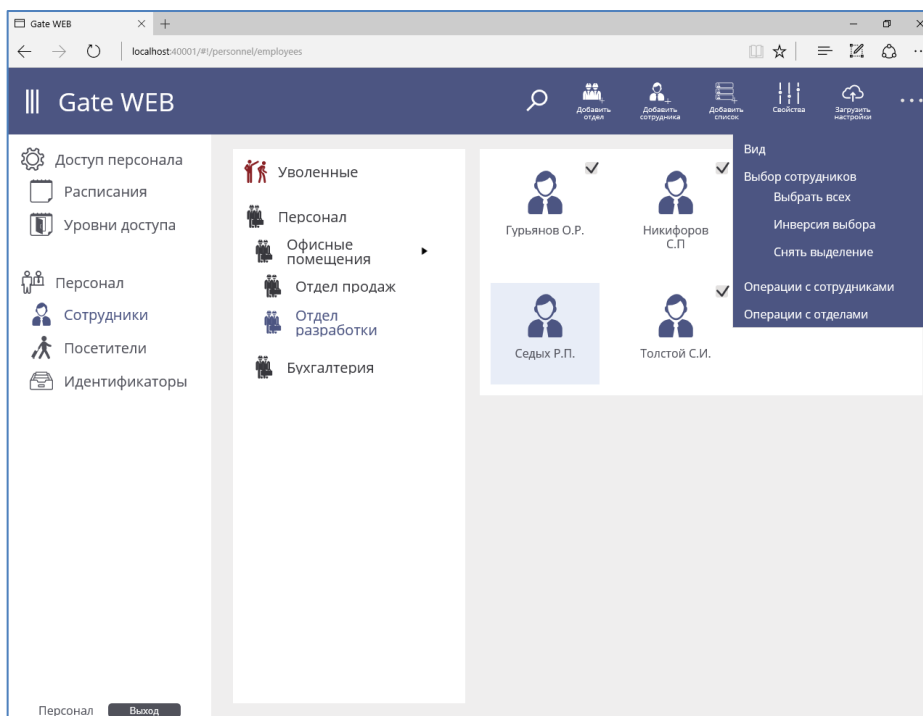 Gate WEB
localhost:40001/#!/personnel/employees
Gate WEB
Добавить
отдел
Добавить
сотрудника
Добавить
список
Свойства
Загрузить
настройки
Доступ персонала
Расписания
Уровни доступа
Персонал
Сотрудники
Посетители
Идентификаторы
Уволенные
Персонал
Офисные
помещения
Отдел продаж
Отдел
разработки
Бухгалтерия
Гурьянов О.Р.
Никифоров
С.П
Седых Р.П.
Толстой С.И.
Вид
Выбор сотрудников
Выбрать всех
Инверсия выбора
Снять выделение
Операции с сотрудниками
Операции с отделами
Персонал
Выход